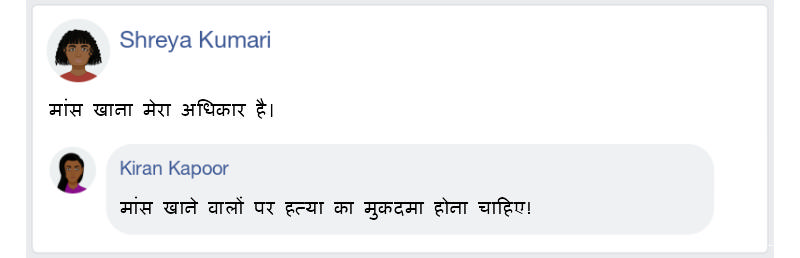 Shreya Kumari
मांस खाना मेरा अधिकार है।
Kiran Kapoor
मांस खाने वालों पर हत्या का मुकदमा होना चाहिए!